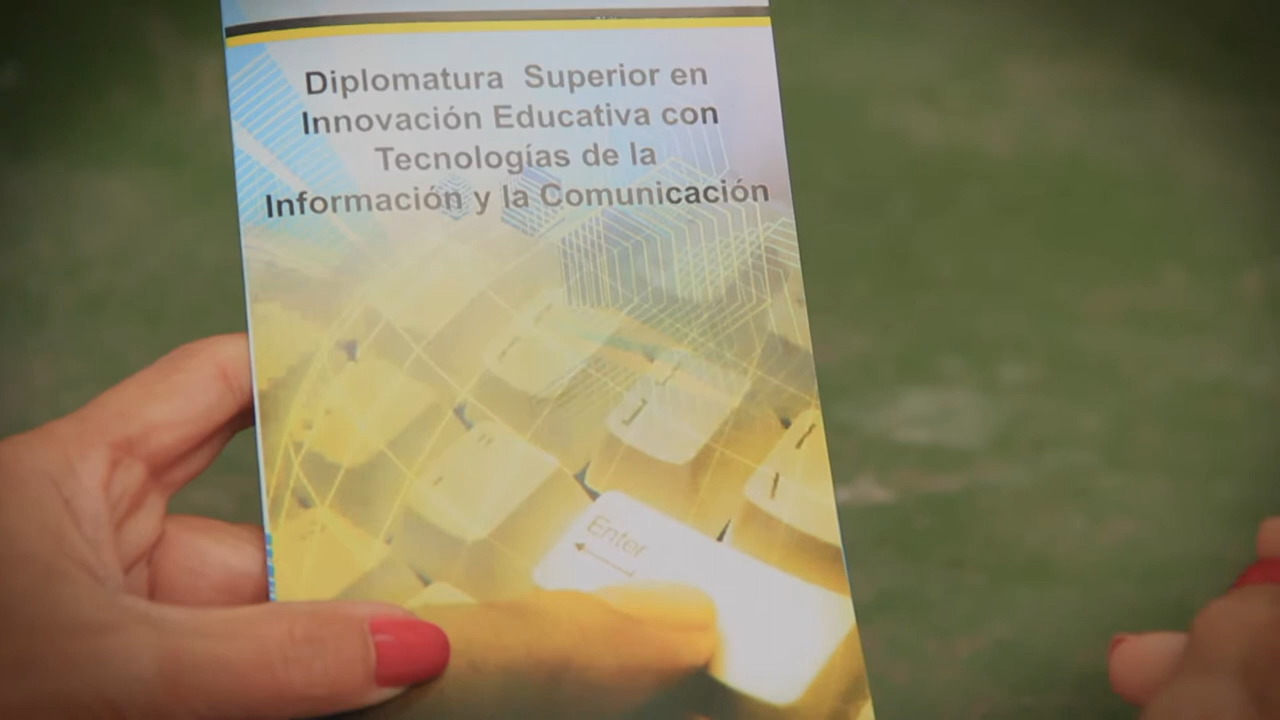 Diplomatura Superior en
Innovación Educativa con
Tecnologías de la
Información y la Comunicación
Enter